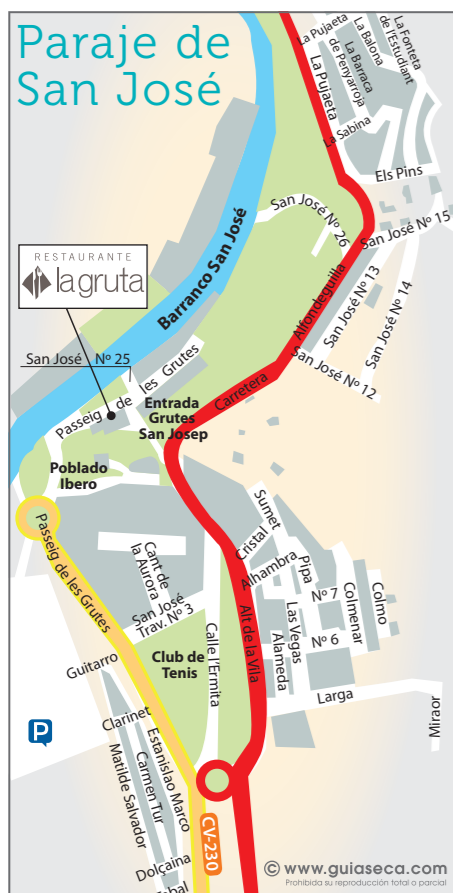 Paraje de
San José
La Pujaeta
La Pujaeta
La Barraca
de Penyarroja
La Balona
La Fonteta
de l'Estudiant
La Sabina
Els Pins
San José Nº 26
San José Nº 15
San José Nº 13
San José Nº 14
San José Nº 12
Barranco San José
RESTAURANTE
la gruta
San José Nº 25
Passeig de les Grutes
Entrada
Grutes
San Josep
Carretera Alfondeguilla
Poblado
Ibero
Passeig de les Grutes
Cant de
la Aurora
San José
Trav. Nº 3
Sumet
Cristal
Alhambra
Pipa
Nº 7
Colmenar
Colmo
Las Vegas
Nº 6
Alameda
Alt de la Vila
Calle l'Ermita
Club de
Tenis
Guitarro
Larga
Miraor
Clarinet
P
Estanislao Marco
Carmen Tur
Matilde Salvador
Dolçaina
CV-230
© www.guiaseca.com
Prohibida su reproducción total o parcial